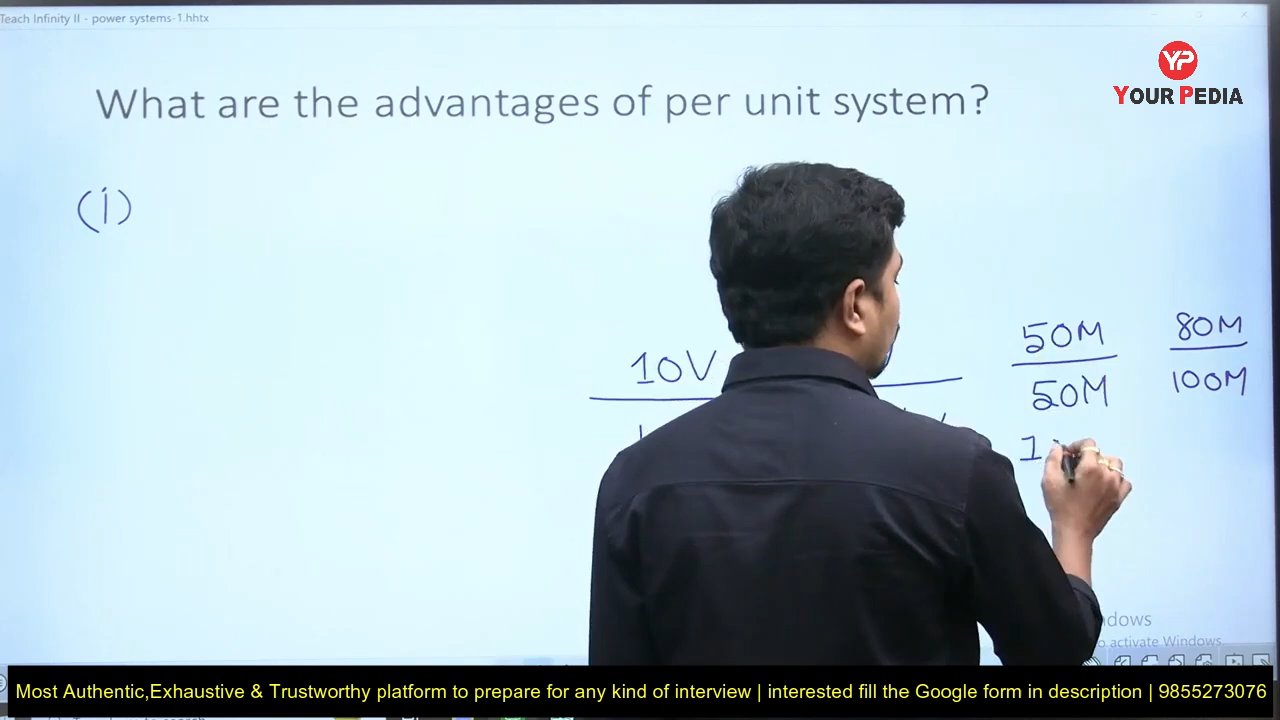 Teach Infinity II - power systems-1.hhtx
YP
YOUR PEDIA
What are the advantages of per unit system?
(i)
10V
50M
50M
80M
100M
1
Most Authentic,Exhaustive & Trustworthy platform to prepare for any kind of interview | interested fill the Google form in description | 9855273076